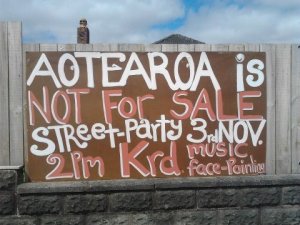 AOTEAROA is
NOT FoR SALE
STReet-PARTY 3rd NOV.
2pm Krd. MUSIC
face-Painting